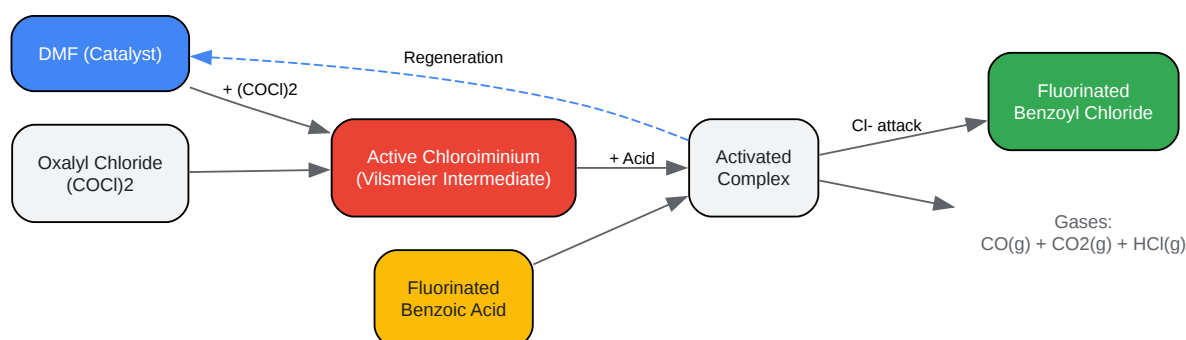 DMF (Catalyst)
Regeneration
+ (COCl)2
Oxalyl Chloride
(COCl)2
Active Chloroiminium
(Vilsmeier Intermediate)
+ Acid
Fluorinated
Benzoic Acid
Activated
Complex
Cl- attack
Fluorinated
Benzoyl Chloride
Gases:
CO(g) + CO2(g) + HCl(g)